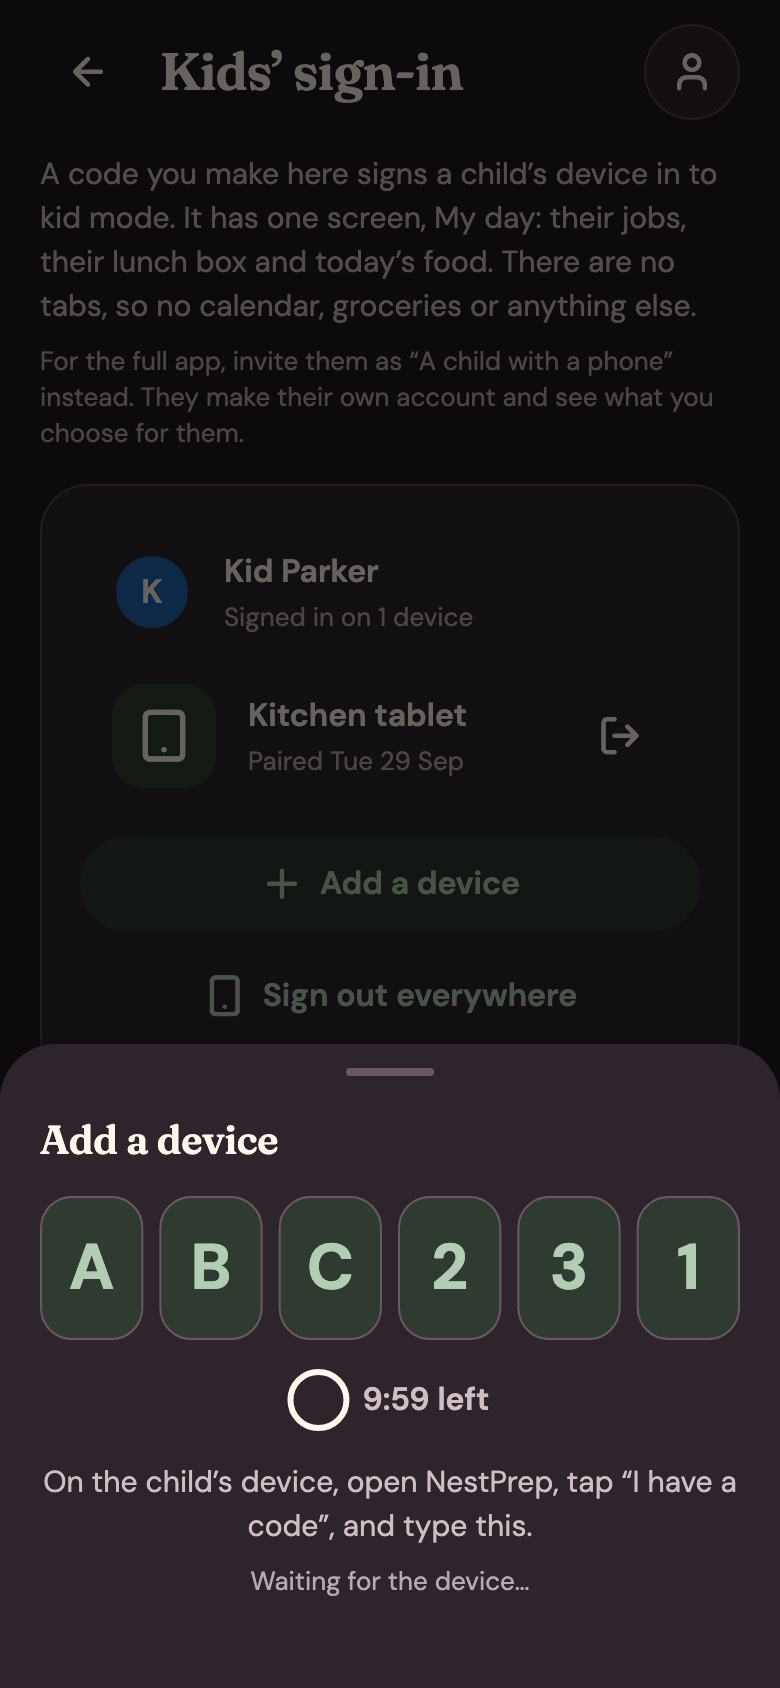 Kids’ sign-in
A code you make here signs a child’s device in to
kid mode. It has one screen, My day: their jobs,
their lunch box and today’s food. There are no
tabs, so no calendar, groceries or anything else.
For the full app, invite them as “A child with a phone”
instead. They make their own account and see what you
choose for them.
K
Kid Parker
Signed in on 1 device
Kitchen tablet
Paired Tue 29 Sep
Add a device
Sign out everywhere
Add a device
A B C 2 3 1
9:59 left
On the child’s device, open NestPrep, tap “I have a
code”, and type this.
Waiting for the device…